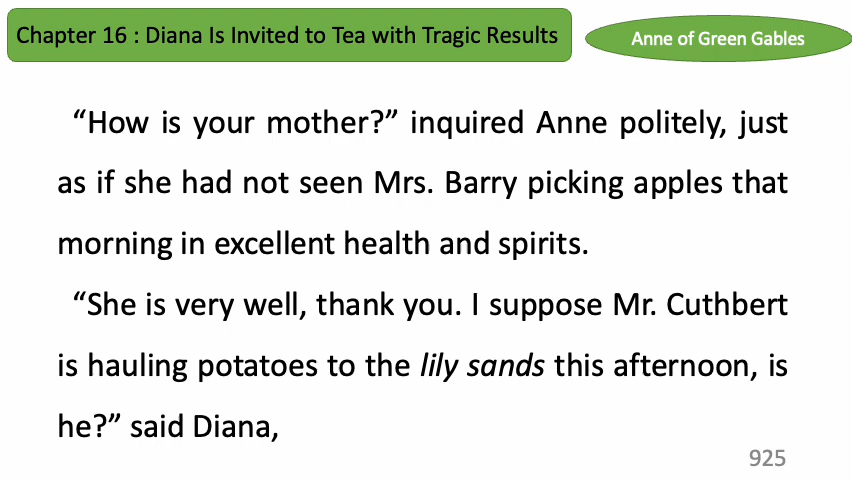 Chapter 16 : Diana Is Invited to Tea with Tragic Results
Anne of Green Gables
“How is your mother?” inquired Anne politely, just
as if she had not seen Mrs. Barry picking apples that
morning in excellent health and spirits.
“She is very well, thank you. I suppose Mr. Cuthbert
is hauling potatoes to the lily sands this afternoon, is
he?” said Diana,
925